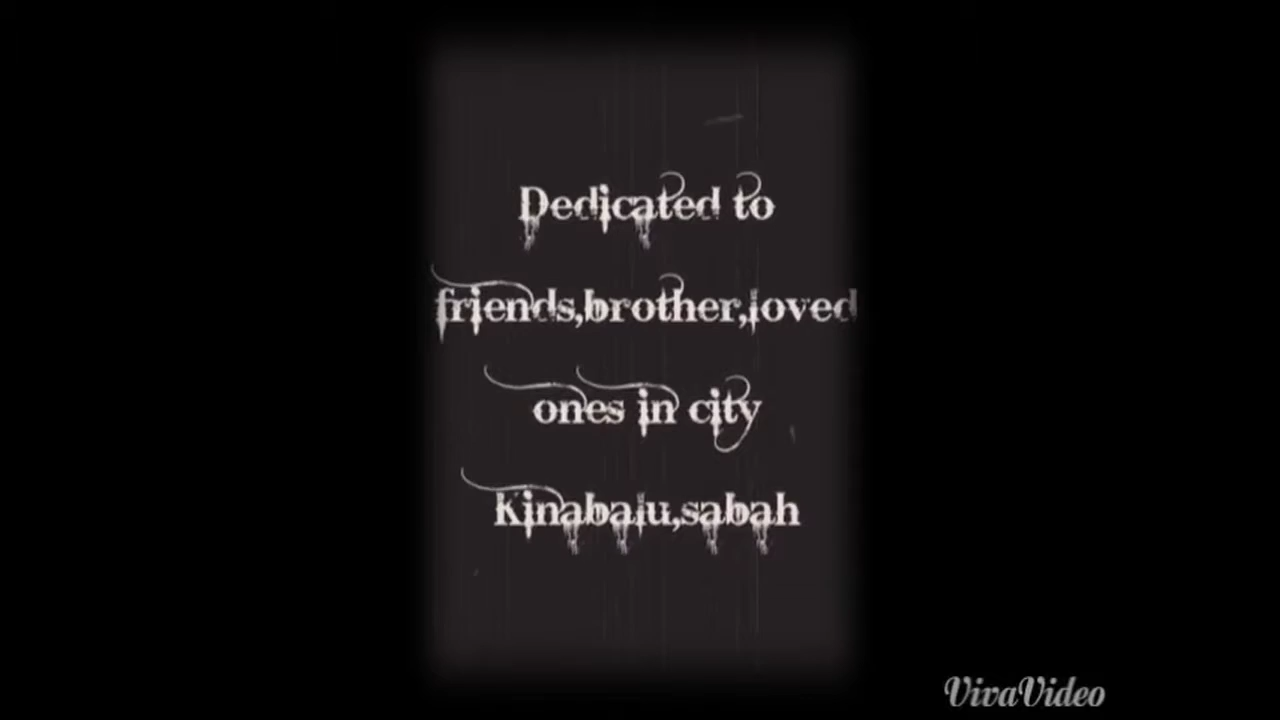 Dedicated to
friends,brother,loved
ones in city
Kinabalu,sabah
VivaVideo